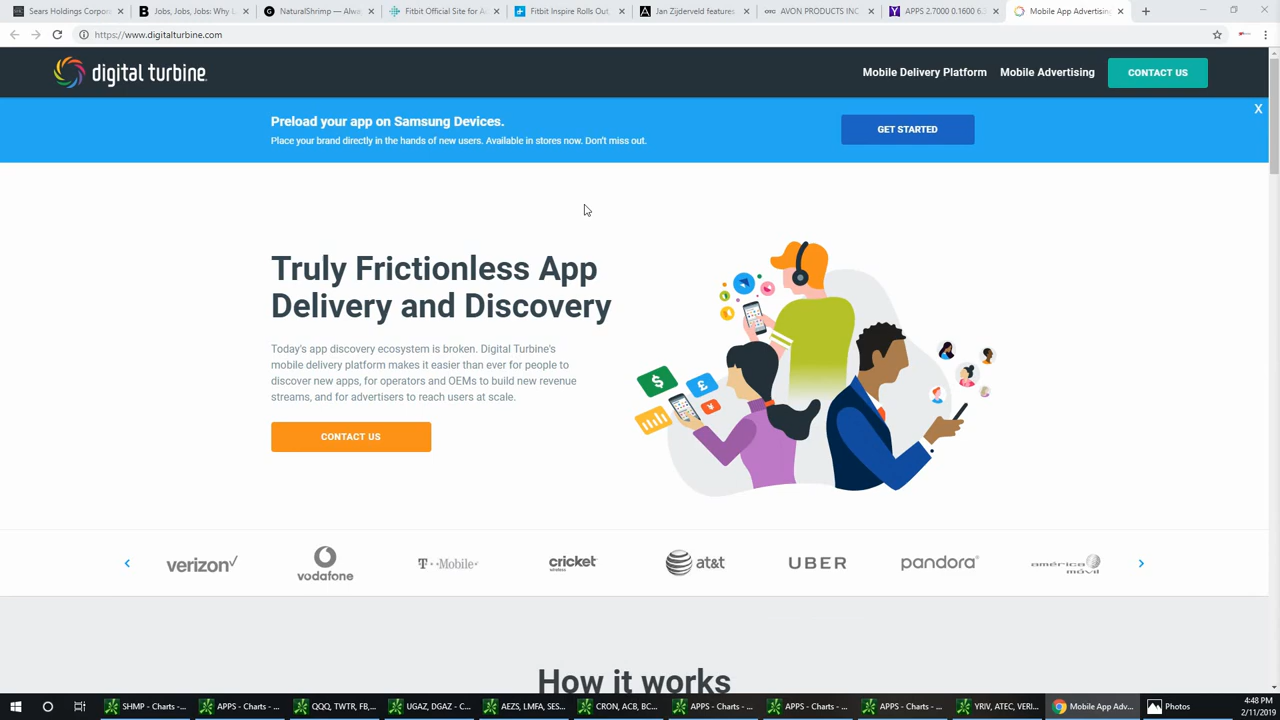 Sears Holdings Corpor
Jobs, Jobs, Jobs: Why L
NaturalShrimp — Alwa
Fitbit Official Site for Ac
Fitbit Inspire Rolls Out,
Jan Zijderveld features
AVON PRODUCTS INC
APPS 2.7000 0.1600 6.
Mobile App Advertising
https://www.digitalturbine.com
digital turbine
Mobile Delivery Platform
Mobile Advertising
CONTACT US
Preload your app on Samsung Devices.
Place your brand directly in the hands of new users. Available in stores now. Don't miss out.
GET STARTED
X
Truly Frictionless App
Delivery and Discovery
Today's app discovery ecosystem is broken. Digital Turbine's
mobile delivery platform makes it easier than ever for people to
discover new apps, for operators and OEMs to build new revenue
streams, and for advertisers to reach users at scale.
CONTACT US
verizon
vodafone
T··Mobile·
cricket
wireless
at&t
UBER
pandora
américa
móvil
How it works
SHMP - Charts -...
APPS - Charts - ...
QQQ, TWTR, FB,...
UGAZ, DGAZ - C...
AEZS, LMFA, SES...
CRON, ACB, BC...
APPS - Charts - ...
APPS - Charts - ...
APPS - Charts - ...
YRIV, ATEC, VERI...
Mobile App Adv...
Photos
4:48 PM
2/11/2019